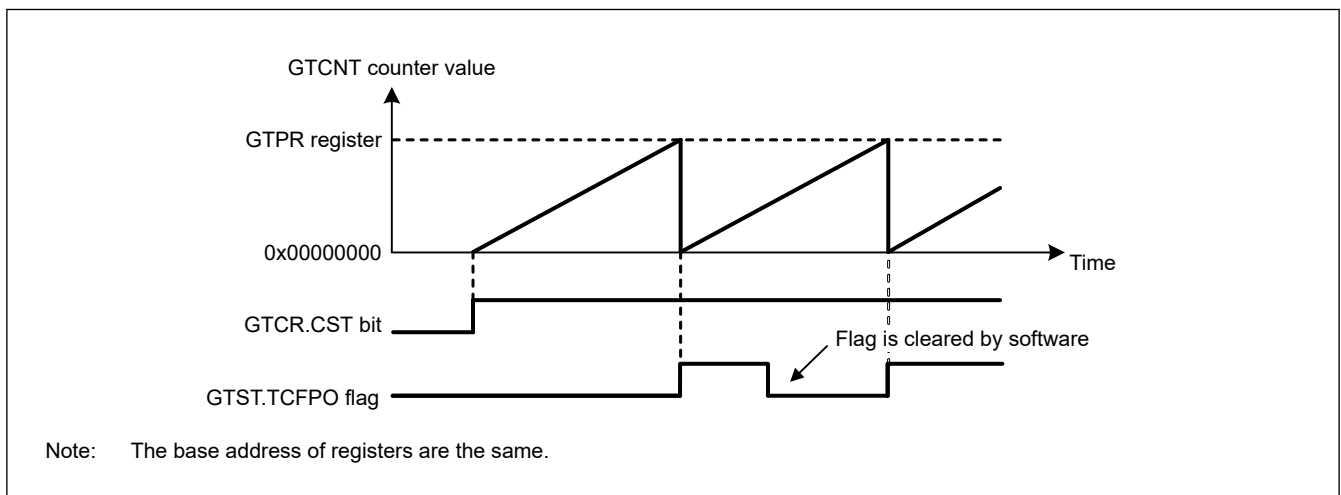 GTCNT counter value
GTPR register
0x00000000
Time
GTCR.CST bit
Flag is cleared by software
GTST.TCFPO flag
Note: The base address of registers are the same.